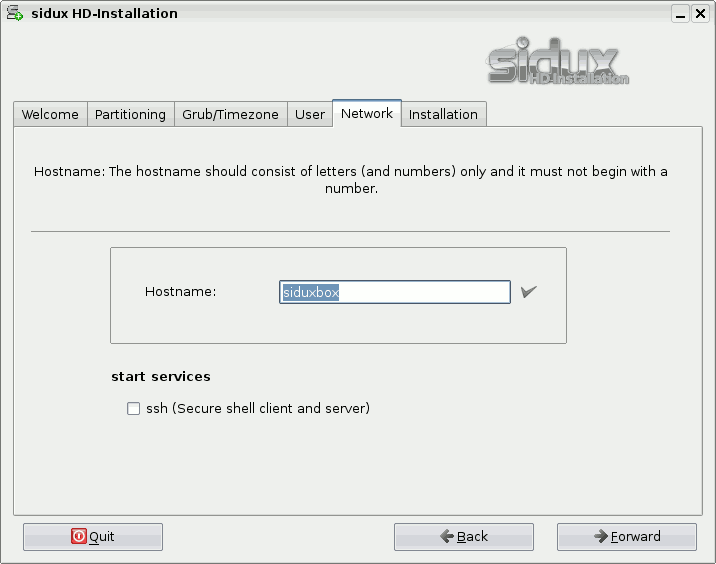 sidux HD-Installation
sidux
HD-Installation
Welcome Partitioning Grub/Timezone User Network Installation
Hostname: The hostname should consist of letters (and numbers) only and it must not begin with a
number.
Hostname: siduxbox
start services
ssh (Secure shell client and server)
Quit Back Forward